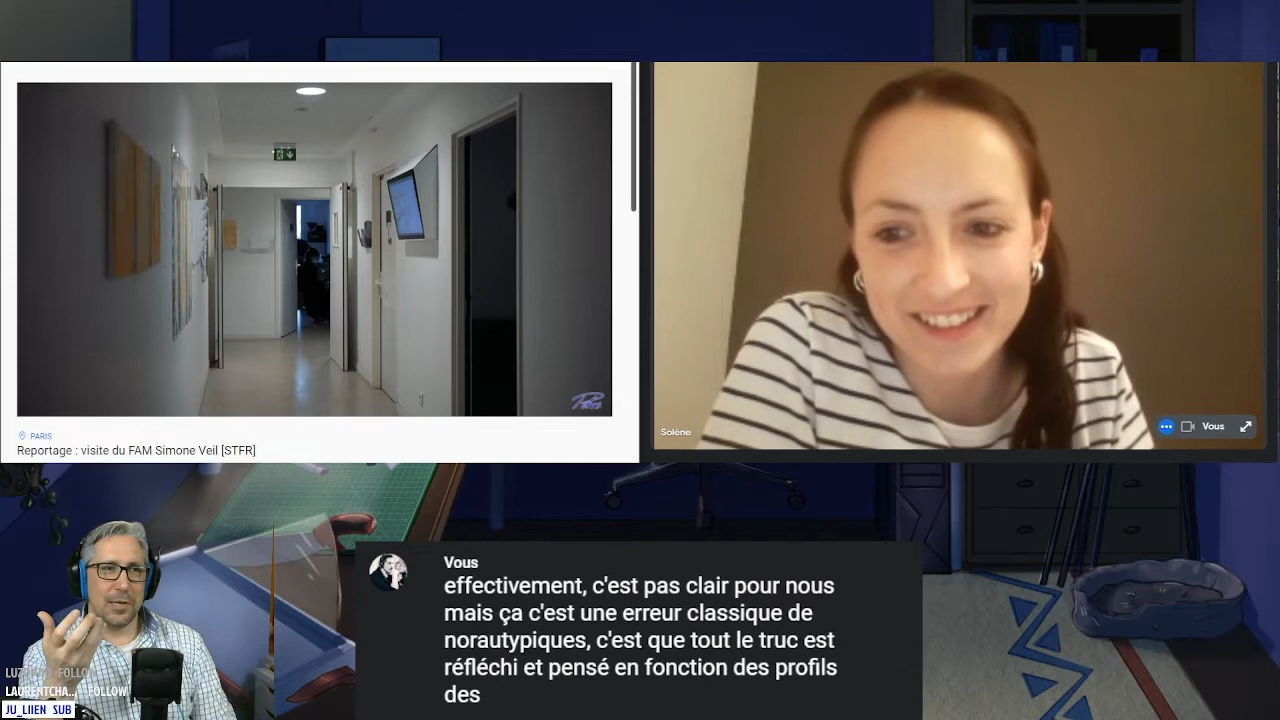 PARIS
Reportage : visite du FAM Simone Veil [STFR]
Solène
Vous
Vous
effectivement, c'est pas clair pour nous
mais ça c'est une erreur classique de
norautypiques, c'est que tout le truc est
réfléchi et pensé en fonction des profils
des
FOLLO
LAURENTCHA... FOLLOW
JU_LIIEN SUB